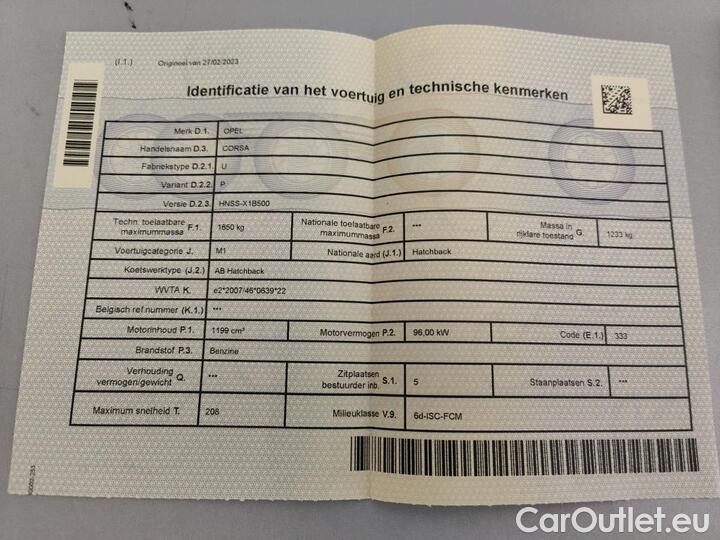 (I.1.) Origineel van 27/02/2023
Identificatie van het voertuig en technische kenmerken
Merk D.1. OPEL
Handelsnaam D.3. CORSA
Fabriekstype D.2.1. U
Variant D.2.2. P
Versie D.2.3. HNSS-X1B500
Techn. toelaatbare maximummassa F.1. 1650 kg Nationale toelaatbare maximummassa F.2. *** Massa in rijklare toestand G. 1233 kg
Voertuigcategorie J. M1 Nationale aard (J.1.) Hatchback
Koetswerktype (J.2.) AB Hatchback
WVTA K. e2*2007/46*0639*22
Belgisch ref.nummer (K.1.) ***
Motorinhoud P.1. 1199 cm³ Motorvermogen P.2. 96,00 kW Code (E.1.) 333
Brandstof P.3. Benzine
Verhouding vermogen/gewicht Q. *** Zitplaatsen bestuurder inb. S.1. 5 Staanplaatsen S.2. ***
Maximum snelheid T. 208 Milieuklasse V.9. 6d-ISC-FCM
CarOutlet.eu